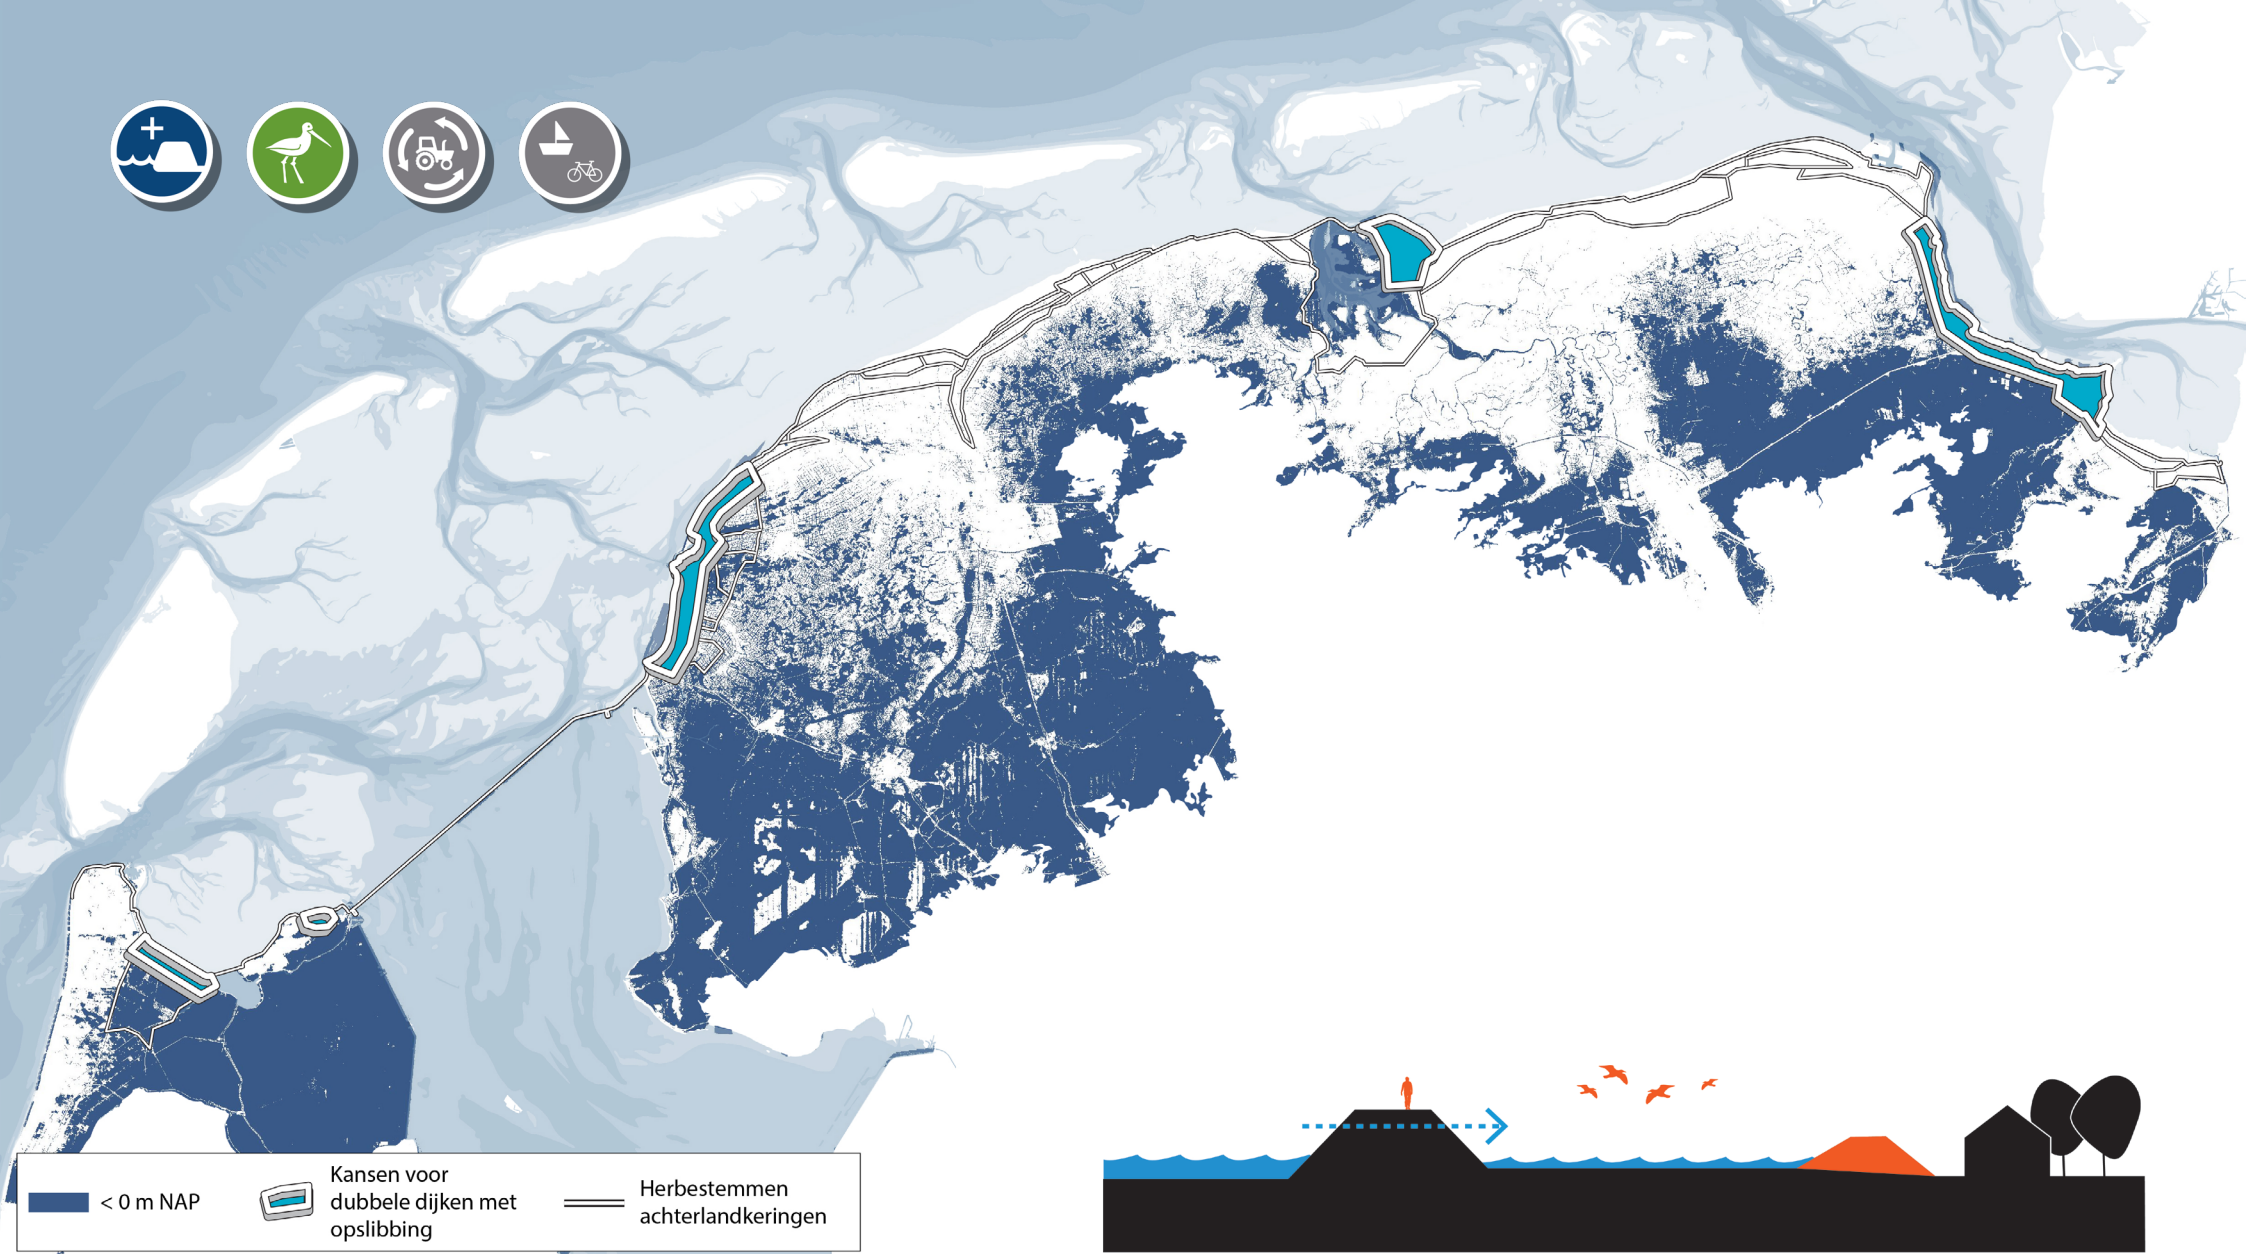 < 0 m NAP
Kansen voor
dubbele dijken met
opslibbing
Herbestemmen
achterlandkeringen